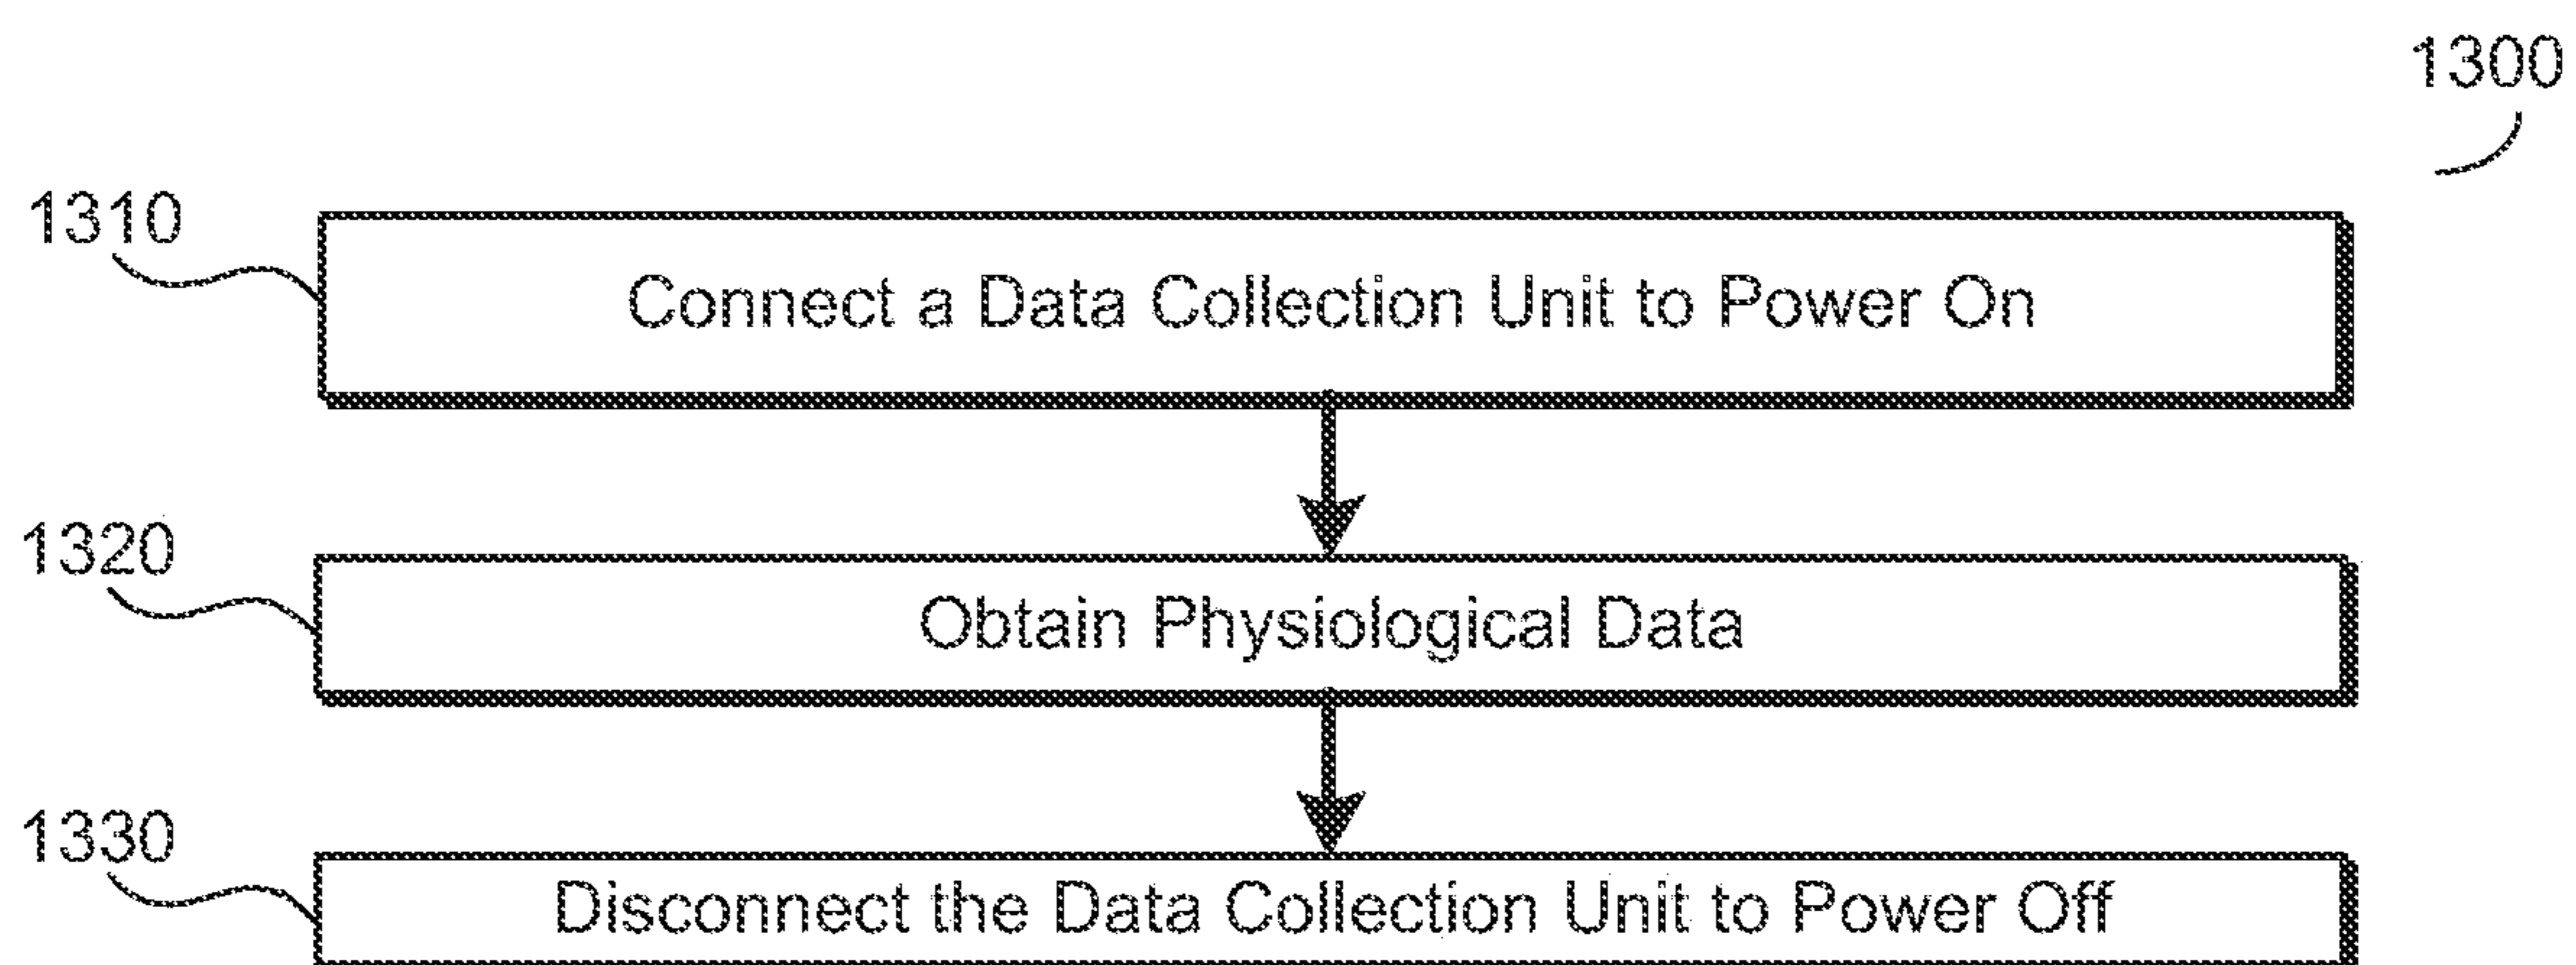 1300
1310
Connect a Data Collection Unit to Power On
1320
Obtain Physiological Data
1330
Disconnect the Data Collection Unit to Power Off